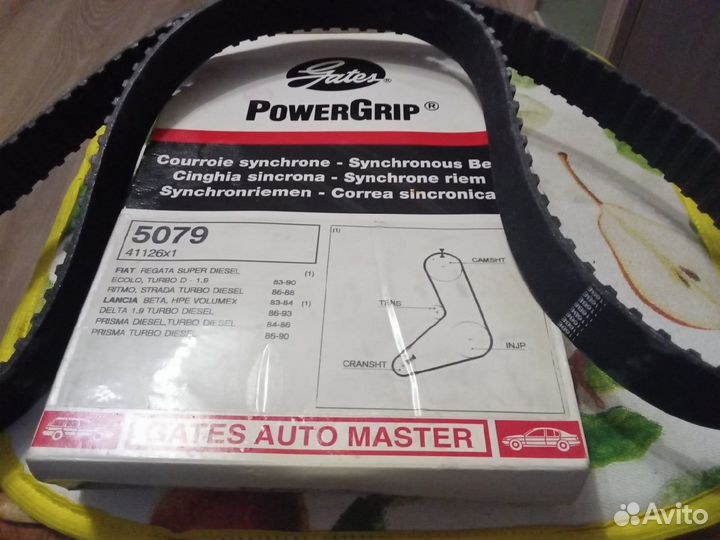 Gates®
POWERGRIP®
Courroie synchrone - Synchronous Be
Cinghia sincrona - Synchrone riem
Synchronriemen - Correa sincronica
5079
41126x1
FIAT REGATA SUPER DIESEL (1)
ECOLO, TURBO D - 1.9 83-90
RITMO, STRADA TURBO DIESEL 86-88
LANCIA BETA, HPE VOLUMEX 83-84 (1)
DELTA 1.9 TURBO DIESEL 86-93
PRISMA DIESEL, TURBO DIESEL 84-86
PRISMA TURBO DIESEL 86-90
(1)
CAMSHT
TENS
INJP
CRANSHT
GATES AUTO MASTER
Avito